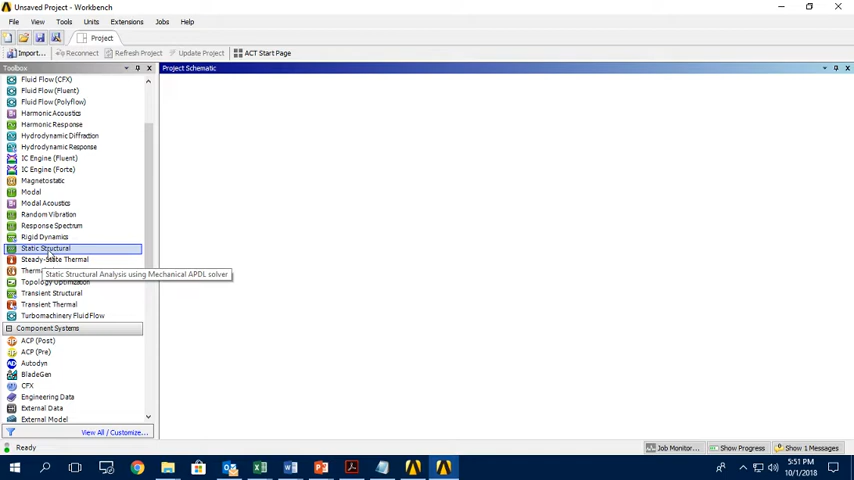 Unsaved Project - Workbench
File View Tools Units Extensions Jobs Help
Project
Import... Reconnect Refresh Project Update Project ACT Start Page
Toolbox
Project Schematic
Fluid Flow (CFX)
Fluid Flow (Fluent)
Fluid Flow (Polyflow)
Harmonic Acoustics
Harmonic Response
Hydrodynamic Diffraction
Hydrodynamic Response
IC Engine (Fluent)
IC Engine (Forte)
Magnetostatic
Modal
Modal Acoustics
Random Vibration
Response Spectrum
Rigid Dynamics
Static Structural
Steady-State Thermal
Therma
Static Structural Analysis using Mechanical APDL solver
Topology Optimization
Transient Structural
Transient Thermal
Turbomachinery Fluid Flow
Component Systems
ACP (Post)
ACP (Pre)
Autodyn
BladeGen
CFX
Engineering Data
External Data
External Model
View All / Customize...
Ready
Job Monitor... Show Progress Show 1 Messages
5:51 PM
10/1/2018